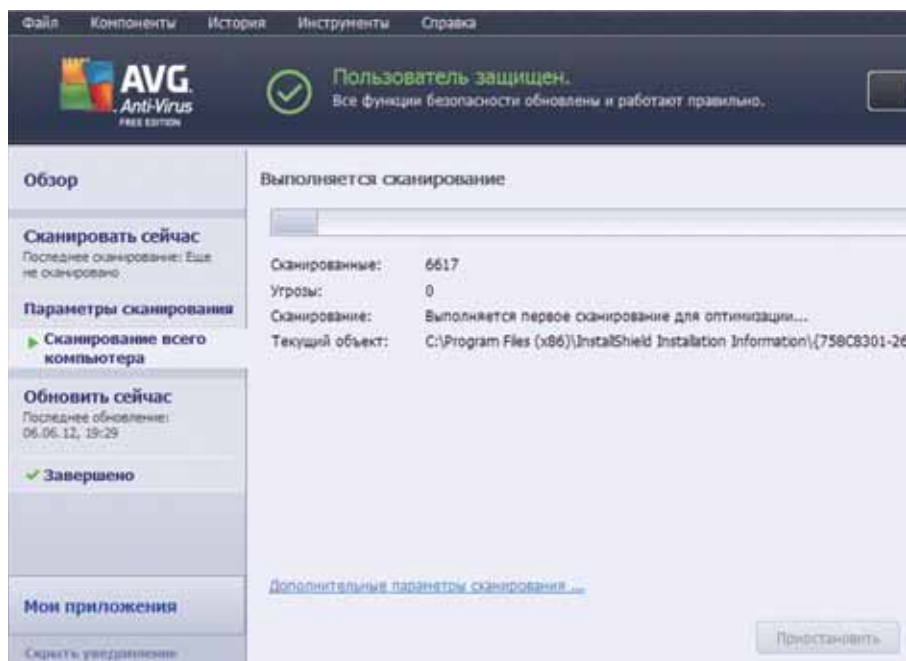 Файл Компоненты История Инструменты Справка
AVG
Anti-Virus
FREE EDITION
Пользователь защищен.
Все функции безопасности обновлены и работают правильно.
Обзор
Сканировать сейчас
Последнее сканирование: Еще
не сканировано
Параметры сканирования
Сканирование всего
компьютера
Обновить сейчас
Последнее обновление:
06.06.12, 19:29
Завершено
Мои приложения
Скрыть уведомление
Выполняется сканирование
Сканированные: 6617
Угрозы: 0
Сканирование: Выполняется первое сканирование для оптимизации...
Текущий объект: C:\Program Files (x86)\InstallShield Installation Information\{758C8301-26
Дополнительные параметры сканирования ...
Приостановить